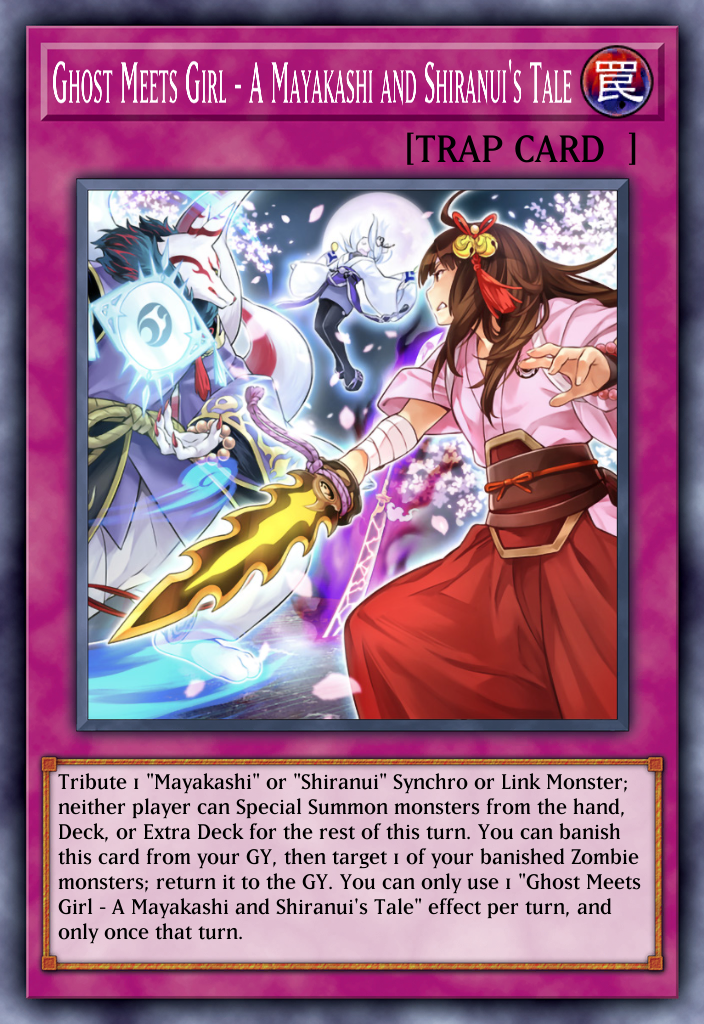 Ghost Meets Girl - A Mayakashi and Shiranui's Tale
罠
[TRAP CARD ]
Tribute 1 "Mayakashi" or "Shiranui" Synchro or Link Monster;
neither player can Special Summon monsters from the hand,
Deck, or Extra Deck for the rest of this turn. You can banish
this card from your GY, then target 1 of your banished Zombie
monsters; return it to the GY. You can only use 1 "Ghost Meets
Girl - A Mayakashi and Shiranui's Tale" effect per turn, and
only once that turn.